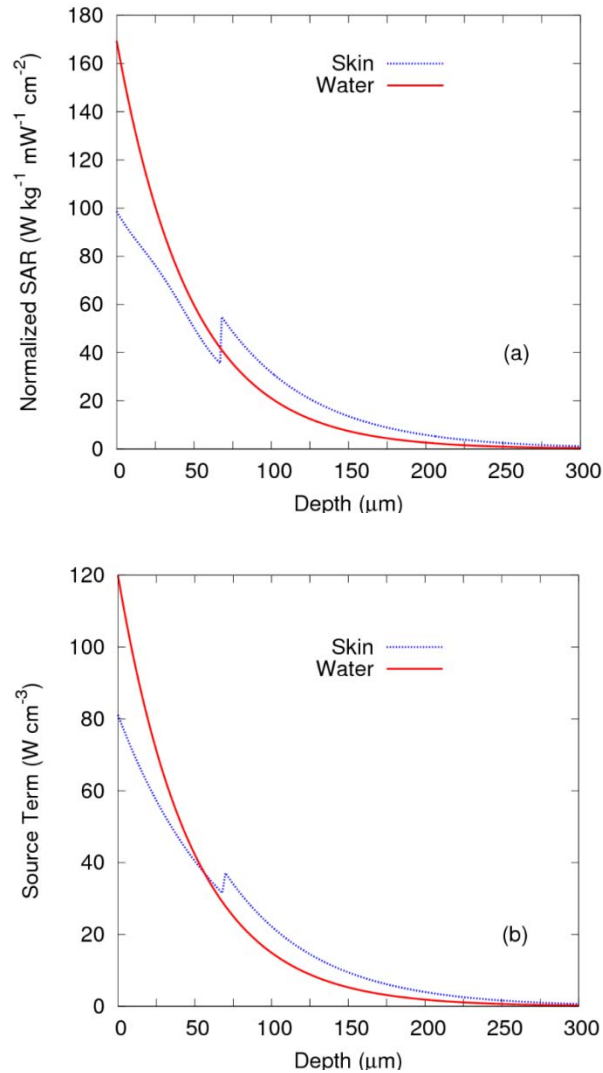 180
160
140
120
100
80
60
40
20
0
Normalized SAR (W kg⁻¹ mW⁻¹ cm⁻²)
Skin
Water
(a)
0 50 100 150 200 250 300
Depth (μm)
120
100
80
60
40
20
0
Source Term (W cm⁻³)
Skin
Water
(b)
0 50 100 150 200 250 300
Depth (μm)